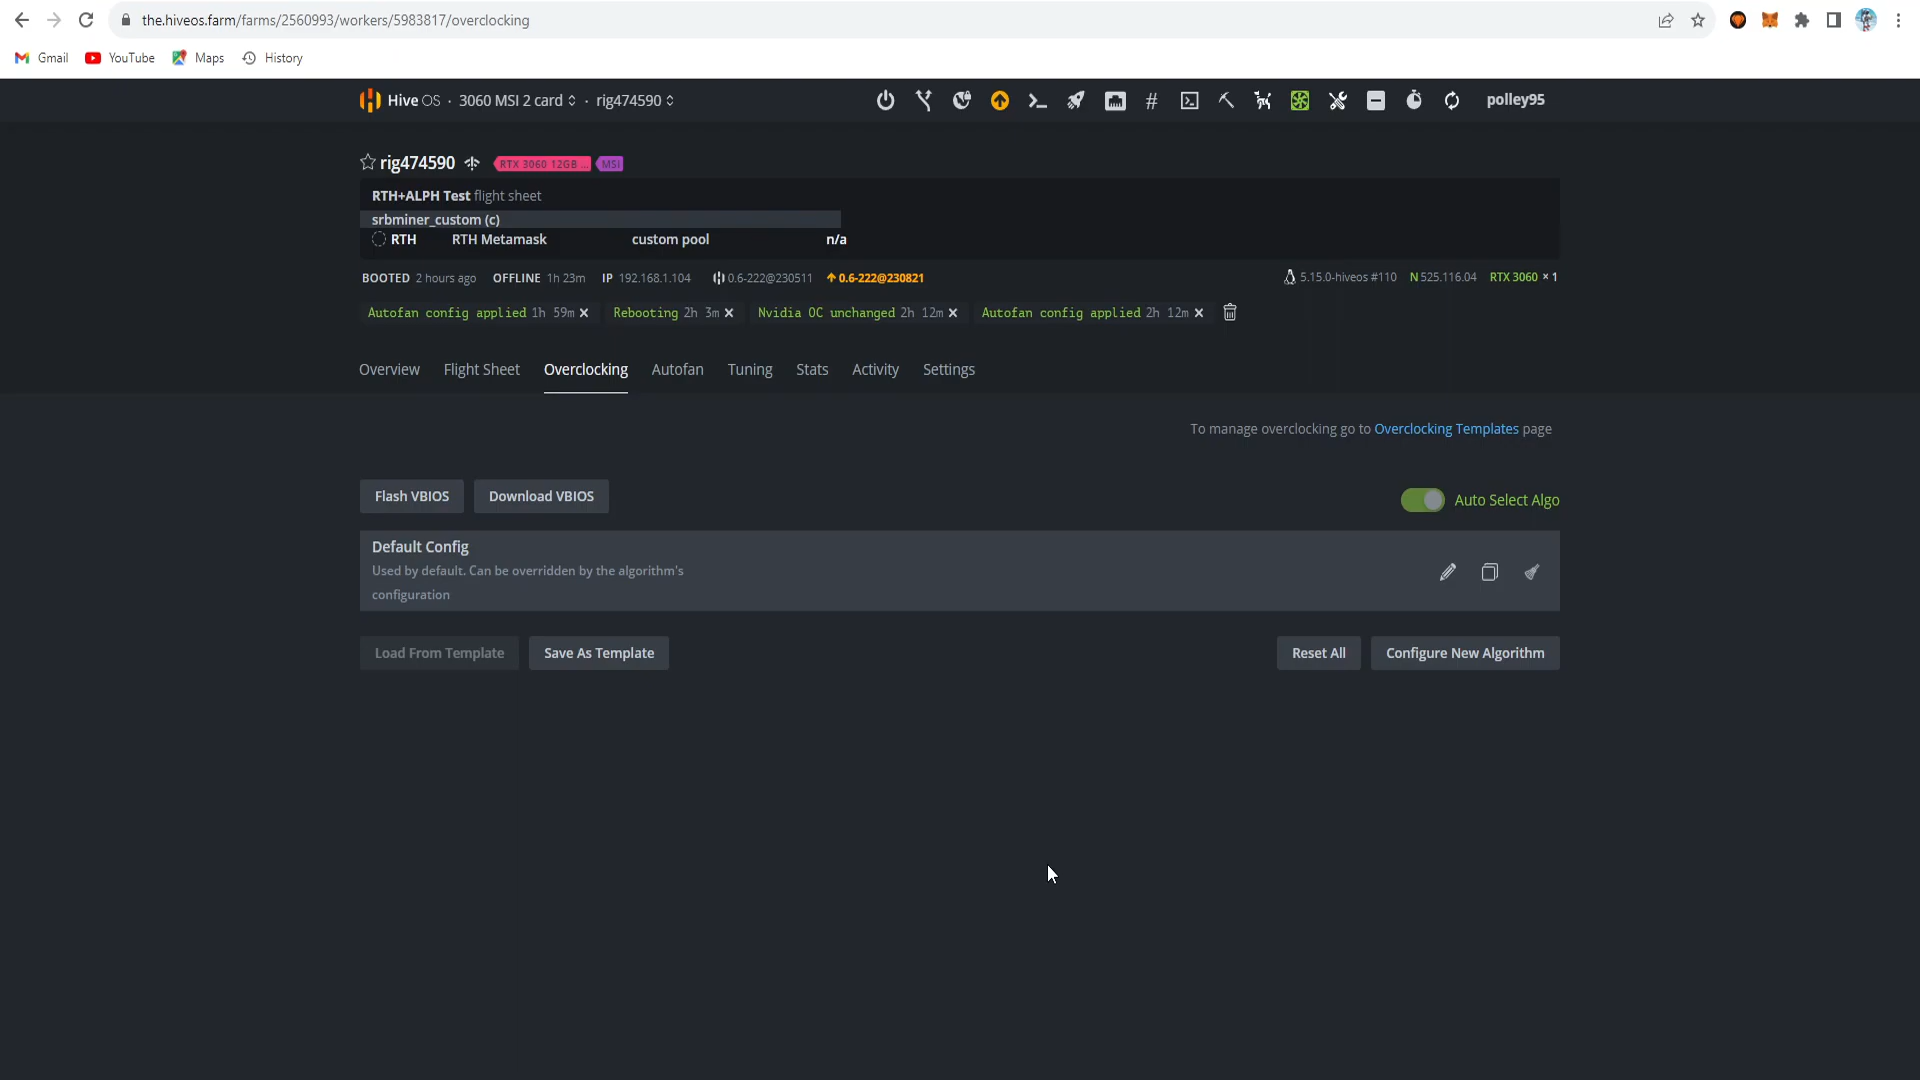 the.hiveos.farm/farms/2560993/workers/5983817/overclocking
Gmail YouTube Maps History
Hive OS · 3060 MSI 2 card · rig474590 polley95
rig474590 RTX 3060 12GB ... MSI
RTH+ALPH Test flight sheet
srbminer_custom (c)
RTH RTH Metamask custom pool n/a
BOOTED 2 hours ago OFFLINE 1h 23m IP 192.168.1.104 0.6-222@230511 0.6-222@230821 5.15.0-hiveos #110 N 525.116.04 RTX 3060 × 1
Autofan config applied 1h 59m Rebooting 2h 3m Nvidia OC unchanged 2h 12m Autofan config applied 2h 12m
Overview Flight Sheet Overclocking Autofan Tuning Stats Activity Settings
To manage overclocking go to Overclocking Templates page
Flash VBIOS Download VBIOS Auto Select Algo
Default Config
Used by default. Can be overridden by the algorithm's
configuration
Load From Template Save As Template Reset All Configure New Algorithm